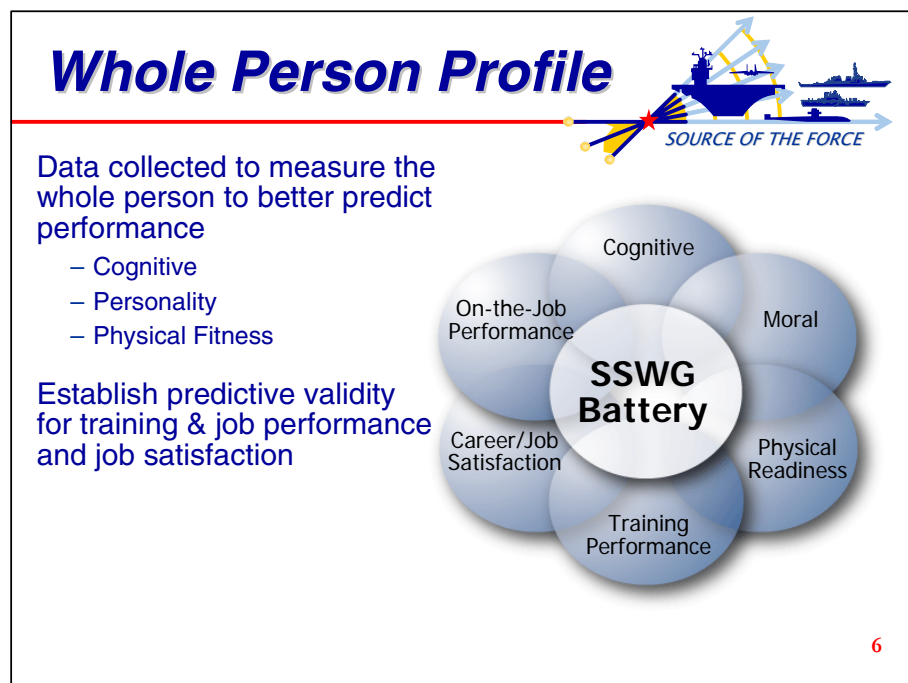 Whole Person Profile
SOURCE OF THE FORCE
Data collected to measure the
whole person to better predict
performance
– Cognitive
– Personality
– Physical Fitness
Establish predictive validity
for training & job performance
and job satisfaction
Cognitive
On-the-Job
Performance
Moral
SSWG
Battery
Career/Job
Satisfaction
Physical
Readiness
Training
Performance
6